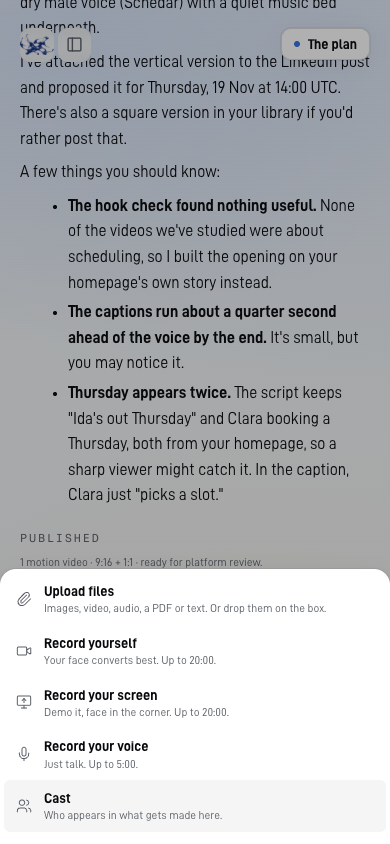 dry male voice (Schedar) with a quiet music bed
underneath.
The plan
I've attached the vertical version to the LinkedIn post
and proposed it for Thursday, 19 Nov at 14:00 UTC.
There's also a square version in your library if you'd
rather post that.
A few things you should know:
• The hook check found nothing useful. None
of the videos we've studied were about
scheduling, so I built the opening on your
homepage's own story instead.
• The captions run about a quarter second
ahead of the voice by the end. It's small, but
you may notice it.
• Thursday appears twice. The script keeps
"Ida's out Thursday" and Clara booking a
Thursday, both from your homepage, so a
sharp viewer might catch it. In the caption,
Clara just "picks a slot."
PUBLISHED
1 motion video · 9:16 + 1:1 · ready for platform review.
Upload files
Images, video, audio, a PDF or text. Or drop them on the box.
Record yourself
Your face converts best. Up to 20:00.
Record your screen
Demo it, face in the corner. Up to 20:00.
Record your voice
Just talk. Up to 5:00.
Cast
Who appears in what gets made here.